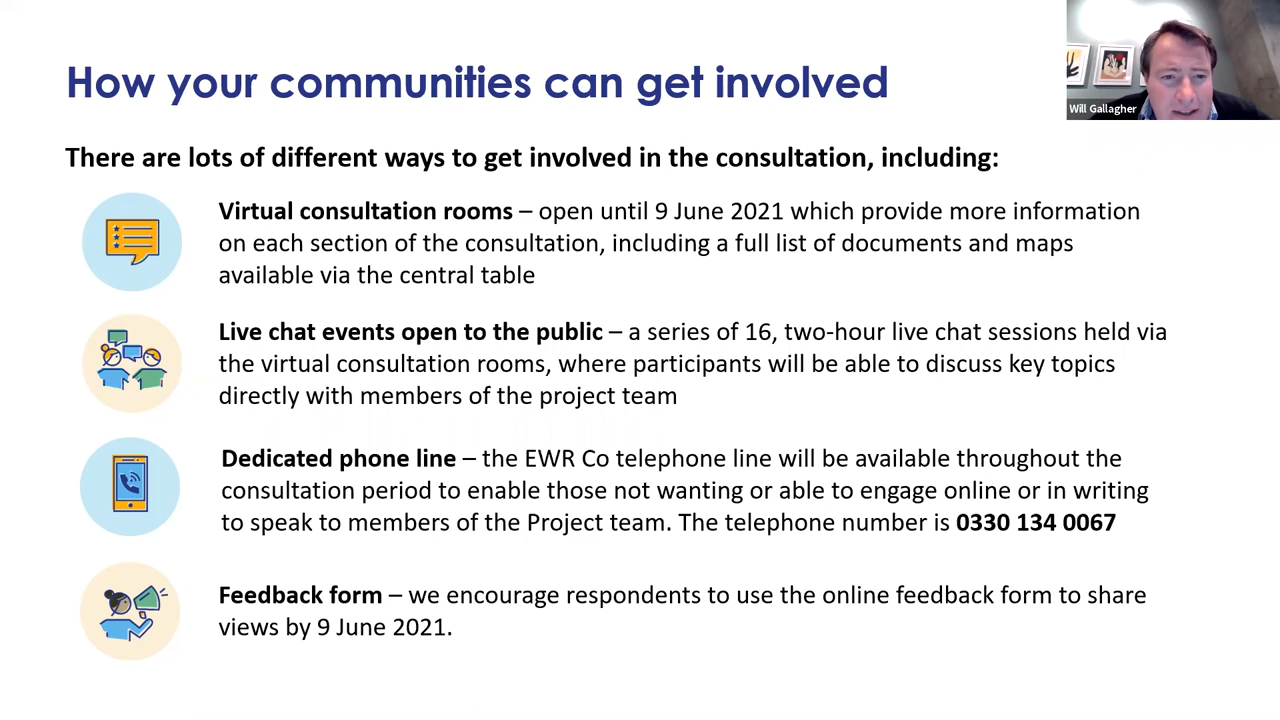 How your communities can get involved
Will Gallagher
There are lots of different ways to get involved in the consultation, including:
Virtual consultation rooms – open until 9 June 2021 which provide more information
on each section of the consultation, including a full list of documents and maps
available via the central table
Live chat events open to the public – a series of 16, two-hour live chat sessions held via
the virtual consultation rooms, where participants will be able to discuss key topics
directly with members of the project team
Dedicated phone line – the EWR Co telephone line will be available throughout the
consultation period to enable those not wanting or able to engage online or in writing
to speak to members of the Project team. The telephone number is 0330 134 0067
Feedback form – we encourage respondents to use the online feedback form to share
views by 9 June 2021.